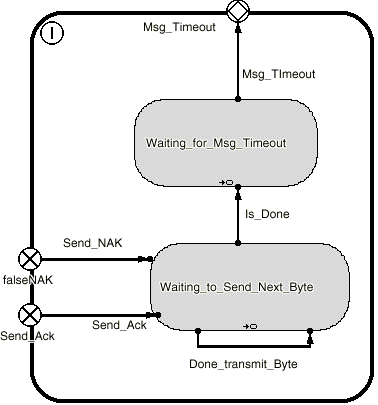 Msg_Timeout
I
Msg_TImeout
Waiting_for_Msg_Timeout
Is_Done
Send_NAK
falseNAK
Waiting_to_Send_Next_Byte
Send_Ack
Send_Ack
Done_transmit_Byte